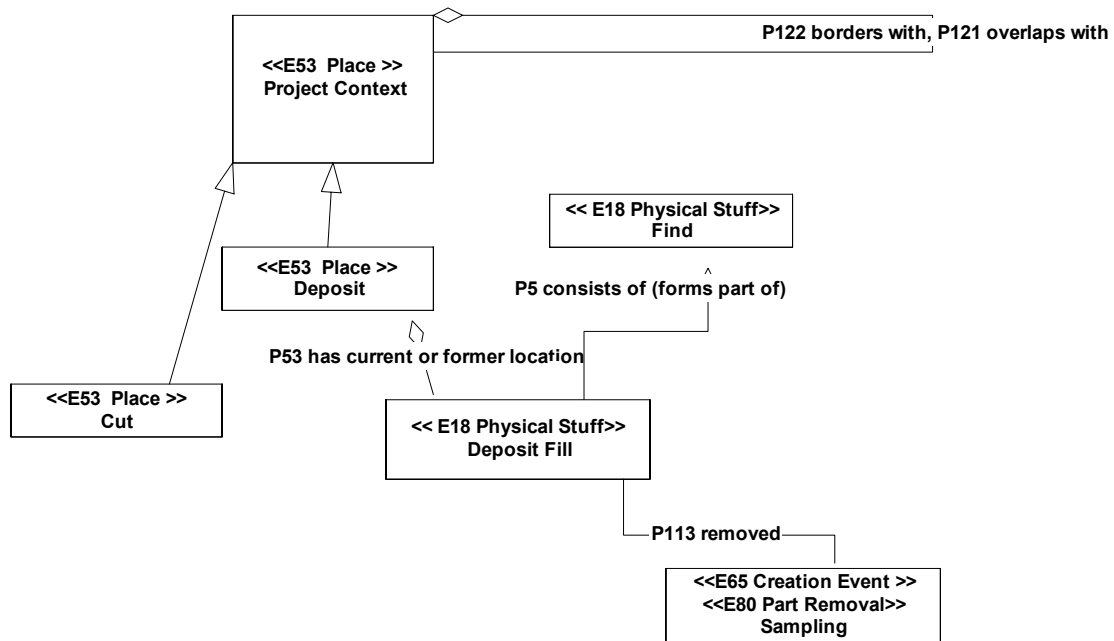 P122 borders with, P121 overlaps with
<<E53 Place >>
Project Context
<< E18 Physical Stuff>>
Find
<<E53 Place >>
Deposit
P5 consists of (forms part of)
P53 has current or former location
<<E53 Place >>
Cut
<< E18 Physical Stuff>>
Deposit Fill
P113 removed
<<E65 Creation Event >>
<<E80 Part Removal>>
Sampling